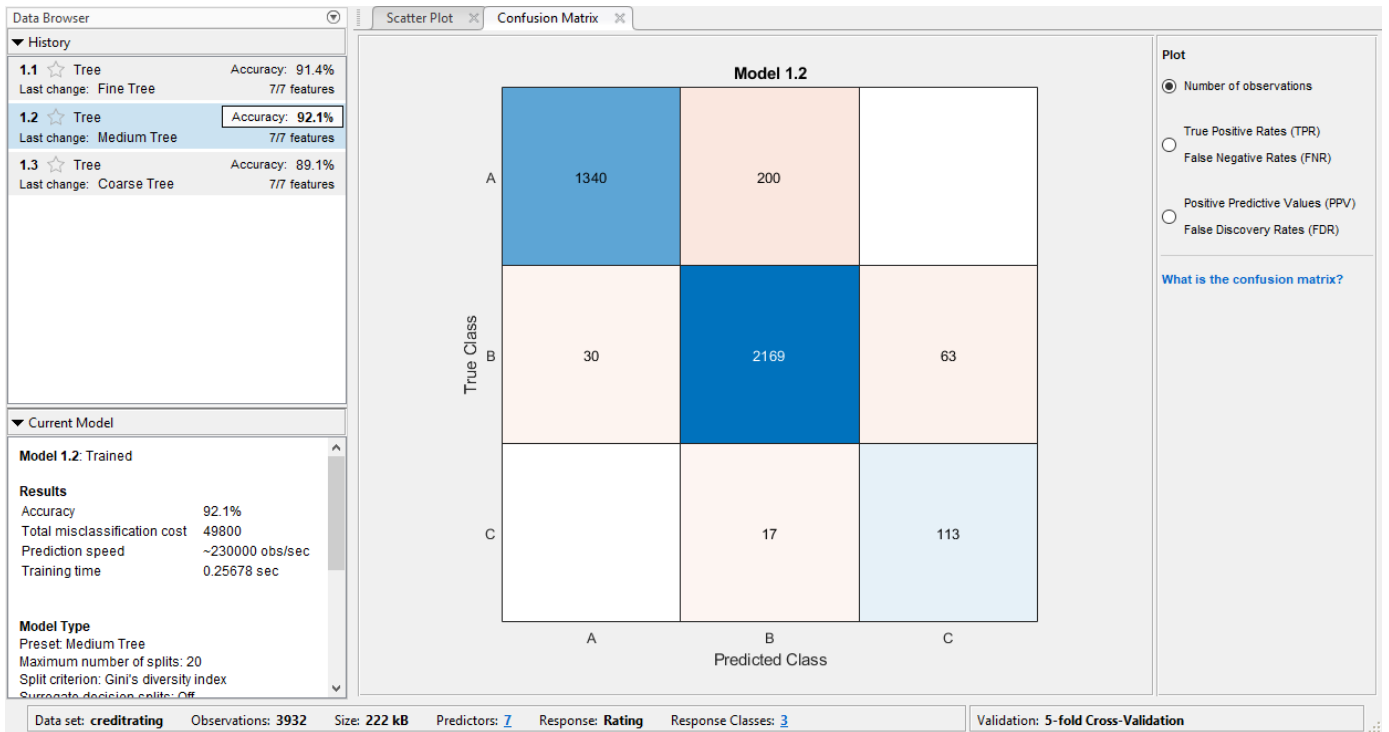 Data Browser
History
1.1 Tree Accuracy: 91.4%
Last change: Fine Tree 7/7 features
1.2 Tree Accuracy: 92.1%
Last change: Medium Tree 7/7 features
1.3 Tree Accuracy: 89.1%
Last change: Coarse Tree 7/7 features
Current Model
Model 1.2: Trained
Results
Accuracy 92.1%
Total misclassification cost 49800
Prediction speed ~230000 obs/sec
Training time 0.25678 sec
Model Type
Preset: Medium Tree
Maximum number of splits: 20
Split criterion: Gini's diversity index
Surrogate decision splits: Off
Scatter Plot Confusion Matrix
Model 1.2
True Class
A 1340 200
B 30 2169 63
C 17 113
A B C
Predicted Class
Plot
Number of observations
True Positive Rates (TPR)
False Negative Rates (FNR)
Positive Predictive Values (PPV)
False Discovery Rates (FDR)
What is the confusion matrix?
Data set: creditrating Observations: 3932 Size: 222 kB Predictors: 7 Response: Rating Response Classes: 3 Validation: 5-fold Cross-Validation